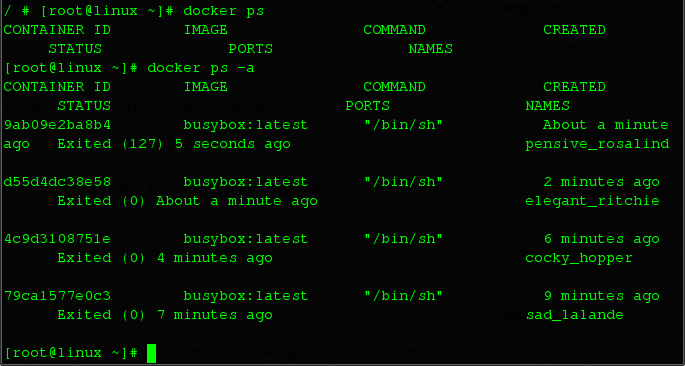 / # [root@linux ~]# docker ps
CONTAINER ID IMAGE COMMAND CREATED
STATUS PORTS NAMES
[root@linux ~]# docker ps -a
CONTAINER ID IMAGE COMMAND CREATED
STATUS PORTS NAMES
9ab09e2ba8b4 busybox:latest "/bin/sh" About a minute
ago Exited (127) 5 seconds ago pensive_rosalind
d55d4dc38e58 busybox:latest "/bin/sh" 2 minutes ago
Exited (0) About a minute ago elegant_ritchie
4c9d3108751e busybox:latest "/bin/sh" 6 minutes ago
Exited (0) 4 minutes ago cocky_hopper
79ca1577e0c3 busybox:latest "/bin/sh" 9 minutes ago
Exited (0) 7 minutes ago sad_lalande
[root@linux ~]#